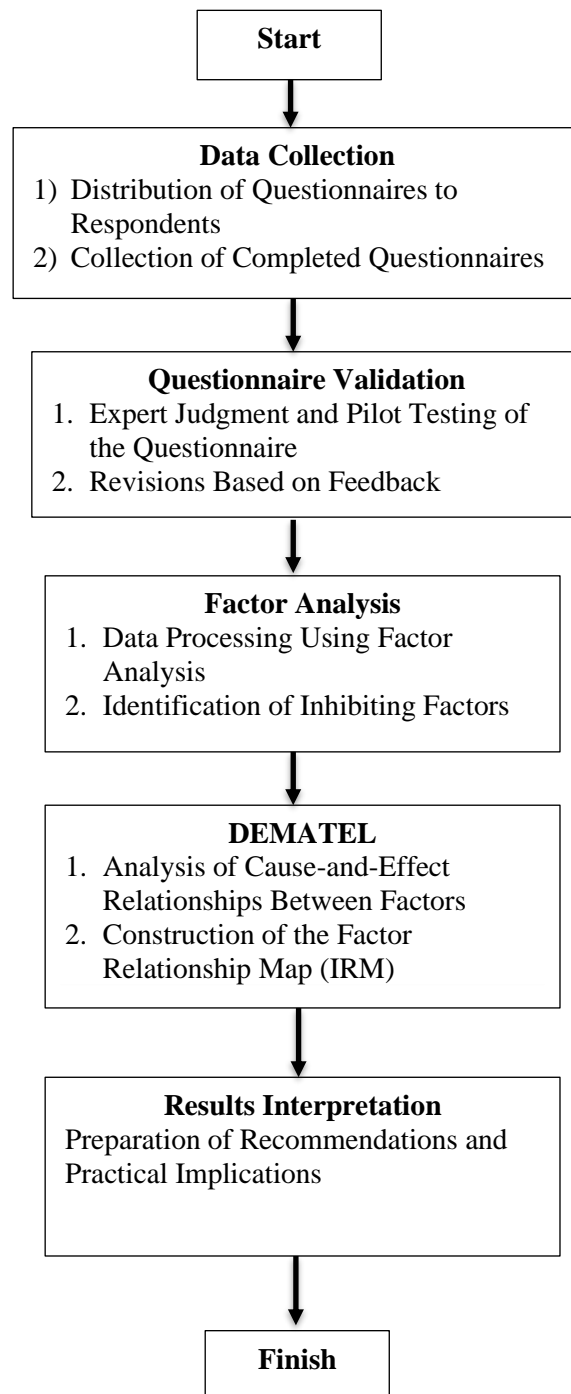 Start
Data Collection
1) Distribution of Questionnaires to
Respondents
2) Collection of Completed Questionnaires
Questionnaire Validation
1. Expert Judgment and Pilot Testing of
the Questionnaire
2. Revisions Based on Feedback
Factor Analysis
1. Data Processing Using Factor
Analysis
2. Identification of Inhibiting Factors
DEMATEL
1. Analysis of Cause-and-Effect
Relationships Between Factors
2. Construction of the Factor
Relationship Map (IRM)
Results Interpretation
Preparation of Recommendations and
Practical Implications
Finish